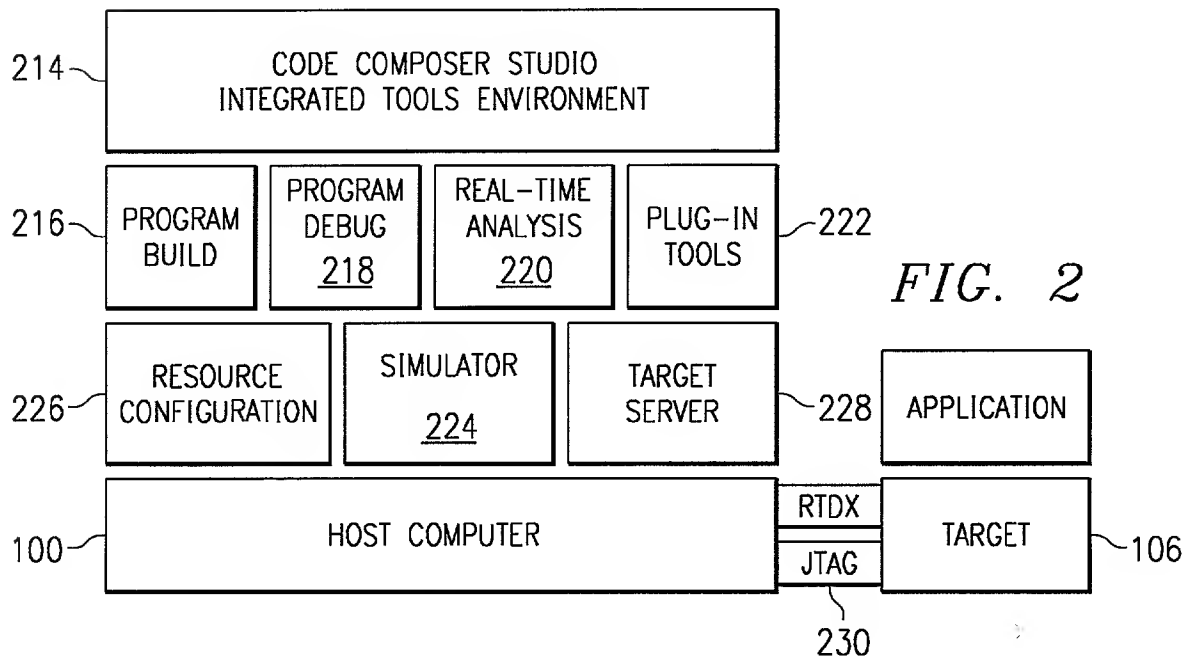 214
CODE COMPOSER STUDIO
INTEGRATED TOOLS ENVIRONMENT
216
PROGRAM
BUILD
PROGRAM
DEBUG
218
REAL-TIME
ANALYSIS
220
PLUG-IN
TOOLS
222
FIG. 2
226
RESOURCE
CONFIGURATION
SIMULATOR
224
TARGET
SERVER
228
APPLICATION
100
HOST COMPUTER
RTDX
JTAG
230
TARGET
106